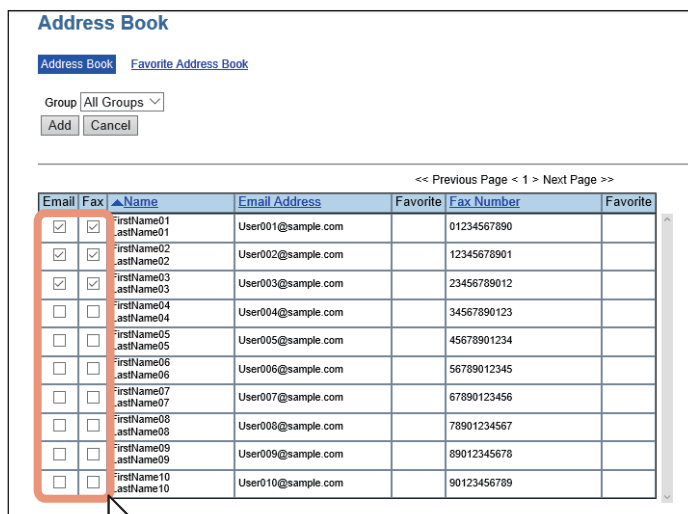 Address Book
Address Book Favorite Address Book
Group All Groups
Add Cancel
<< Previous Page < 1 > Next Page >>
Email Fax Name Email Address Favorite Fax Number Favorite
FirstName01
LastName01 User001@sample.com 01234567890
FirstName02
LastName02 User002@sample.com 12345678901
FirstName03
LastName03 User003@sample.com 23456789012
FirstName04
LastName04 User004@sample.com 34567890123
FirstName05
LastName05 User005@sample.com 45678901234
FirstName06
LastName06 User006@sample.com 56789012345
FirstName07
LastName07 User007@sample.com 67890123456
FirstName08
LastName08 User008@sample.com 78901234567
FirstName09
LastName09 User009@sample.com 89012345678
FirstName10
LastName10 User010@sample.com 90123456789